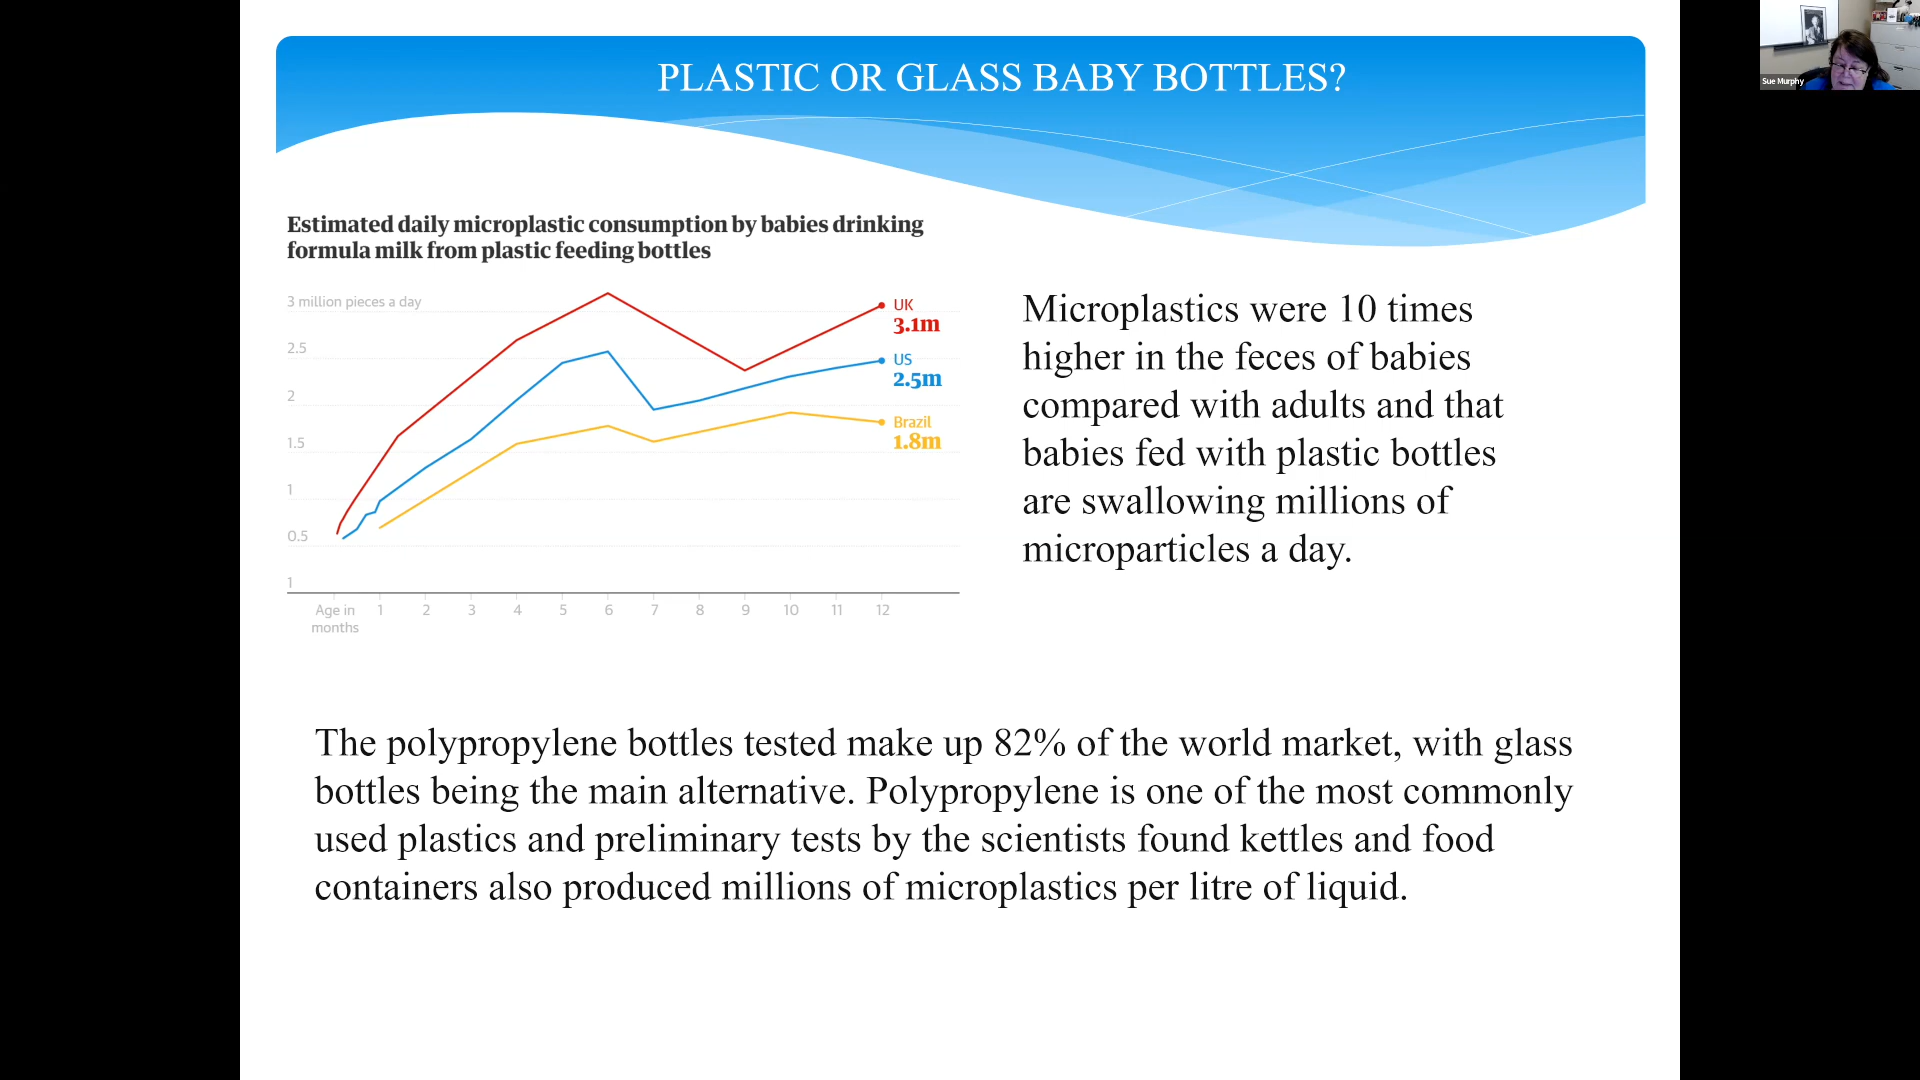 PLASTIC OR GLASS BABY BOTTLES?
Sue Murphy
Estimated daily microplastic consumption by babies drinking
formula milk from plastic feeding bottles
3 million pieces a day
2.5
2
1.5
1
0.5
1
UK
3.1m
US
2.5m
Brazil
1.8m
Age in
months
1 2 3 4 5 6 7 8 9 10 11 12
Microplastics were 10 times
higher in the feces of babies
compared with adults and that
babies fed with plastic bottles
are swallowing millions of
microparticles a day.
The polypropylene bottles tested make up 82% of the world market, with glass
bottles being the main alternative. Polypropylene is one of the most commonly
used plastics and preliminary tests by the scientists found kettles and food
containers also produced millions of microplastics per litre of liquid.